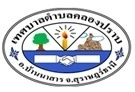 เทศบาลตำบลคลองปราบ
อ.บ้านนาสาร จ.สุราษฎร์ธานี